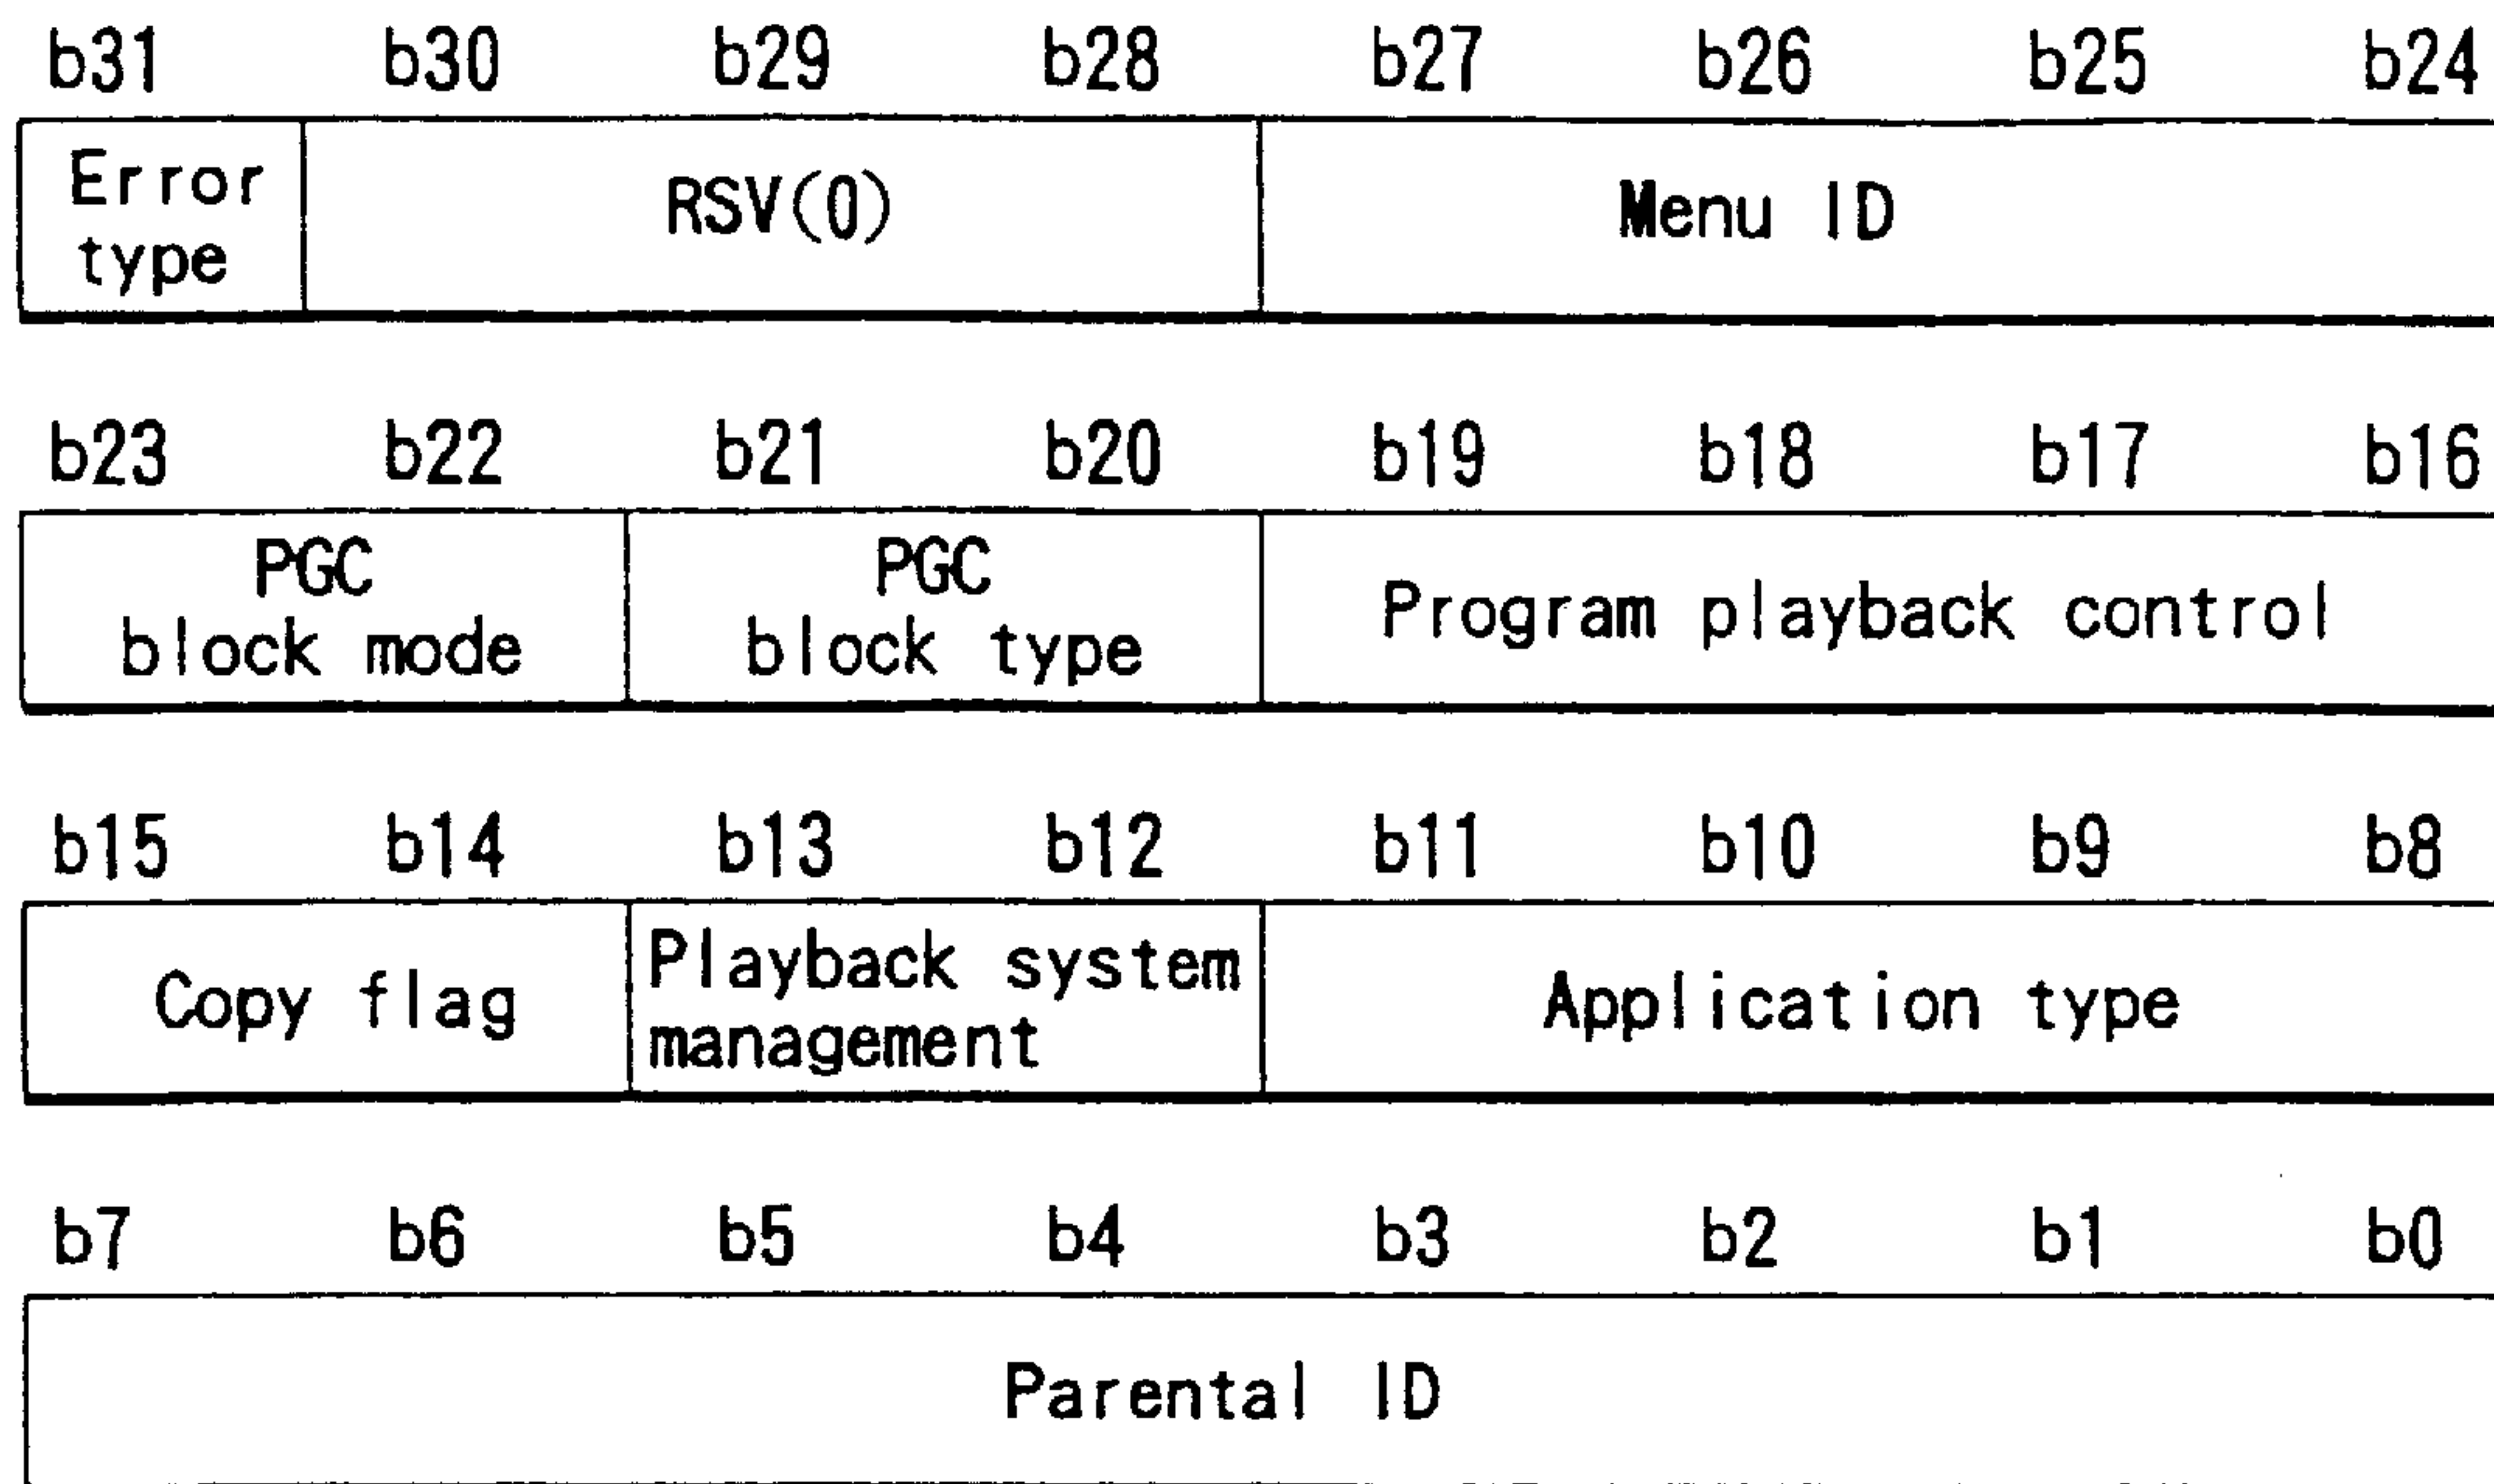 b31 b30 b29 b28 b27 b26 b25 b24
Error
type
RSV(0)
Menu ID
b23 b22 b21 b20 b19 b18 b17 b16
PGC
block mode
PGC
block type
Program playback control
b15 b14 b13 b12 b11 b10 b9 b8
Copy flag
Playback system
management
Application type
b7 b6 b5 b4 b3 b2 b1 b0
Parental ID